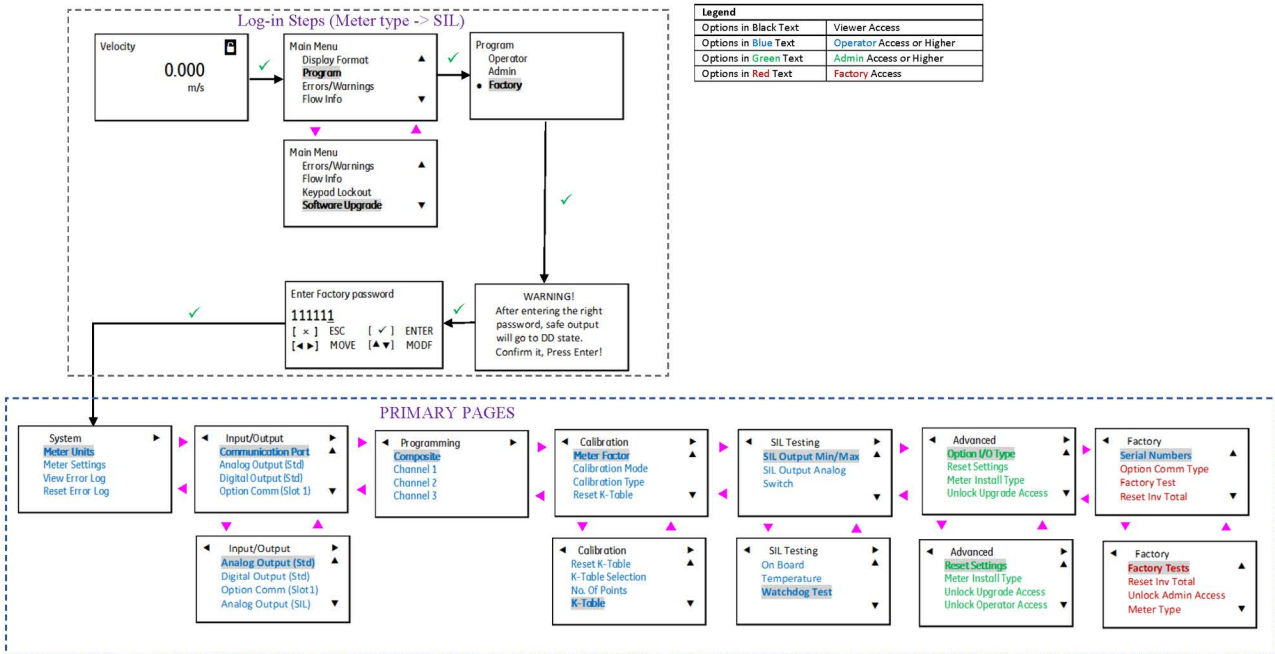 Log-in Steps (Meter type -> SIL)
Velocity
0.000
m/s
Main Menu
Display Format
Program
Errors/Warnings
Flow Info
Program
Operator
Admin
Factory
Main Menu
Errors/Warnings
Flow Info
Keypad Lockout
Software Upgrade
Enter Factory password
111111
[ × ] ESC [ ✓ ] ENTER
[◄ ►] MOVE [▲▼] MODF
WARNING!
After entering the right
password, safe output
will go to DD state.
Confirm it, Press Enter!
Legend
Options in Black Text Viewer Access
Options in Blue Text Operator Access or Higher
Options in Green Text Admin Access or Higher
Options in Red Text Factory Access
PRIMARY PAGES
System
Meter Units
Meter Settings
View Error Log
Reset Error Log
Input/Output
Communication Port
Analog Output (Std)
Digital Output (Std)
Option Comm (Slot 1)
Programming
Composite
Channel 1
Channel 2
Channel 3
Calibration
Meter Factor
Calibration Mode
Calibration Type
Reset K-Table
SIL Testing
SIL Output Min/Max
SIL Output Analog
Switch
Advanced
Option I/O Type
Reset Settings
Meter Install Type
Unlock Upgrade Access
Factory
Serial Numbers
Option Comm Type
Factory Test
Reset Inv Total
Input/Output
Analog Output (Std)
Digital Output (Std)
Option Comm (Slot1)
Analog Output (SIL)
Calibration
Reset K-Table
K-Table Selection
No. Of Points
K-Table
SIL Testing
On Board
Temperature
Watchdog Test
Advanced
Reset Settings
Meter Install Type
Unlock Upgrade Access
Unlock Operator Access
Factory
Factory Tests
Reset Inv Total
Unlock Admin Access
Meter Type